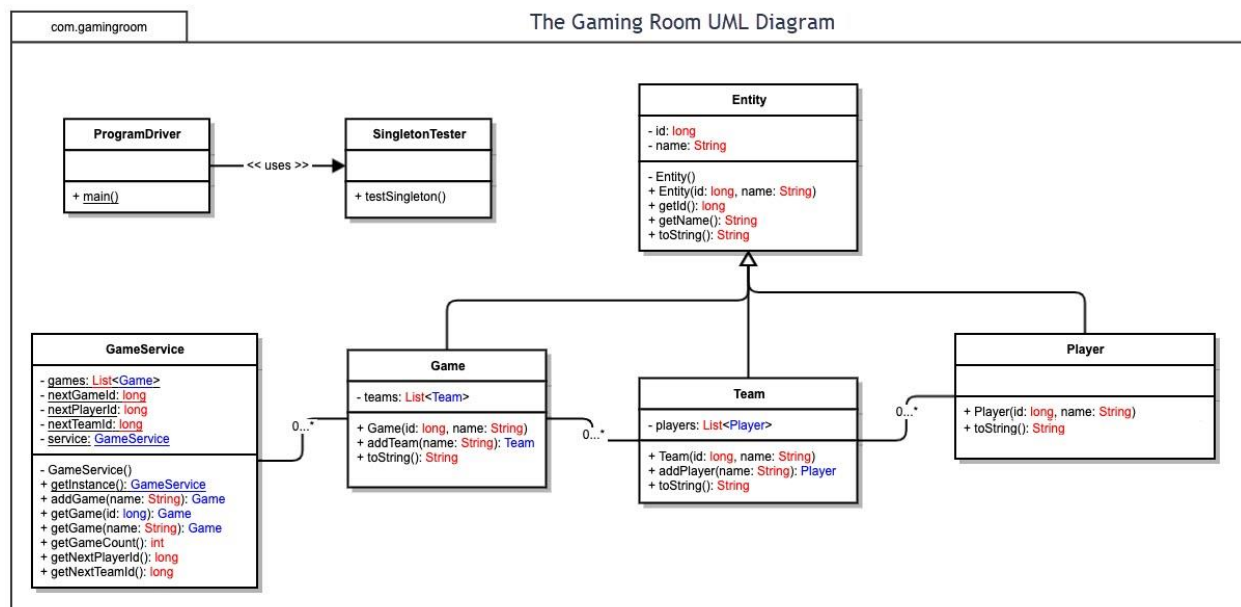 com.gamingroom
The Gaming Room UML Diagram
ProgramDriver
+ main()
<< uses >>
SingletonTester
+ testSingleton()
Entity
- id: long
- name: String
- Entity()
+ Entity(id: long, name: String)
+ getId(): long
+ getName(): String
+ toString(): String
GameService
- games: List<Game>
- nextGameId: long
- nextPlayerId: long
- nextTeamId: long
- service: GameService
- GameService()
+ getInstance(): GameService
+ addGame(name: String): Game
+ getGame(id: long): Game
+ getGame(name: String): Game
+ getGameCount(): int
+ getNextPlayerId(): long
+ getNextTeamId(): long
0...*
Game
- teams: List<Team>
+ Game(id: long, name: String)
+ addTeam(name: String): Team
+ toString(): String
0...*
Team
- players: List<Player>
+ Team(id: long, name: String)
+ addPlayer(name: String): Player
+ toString(): String
0...*
Player
+ Player(id: long, name: String)
+ toString(): String